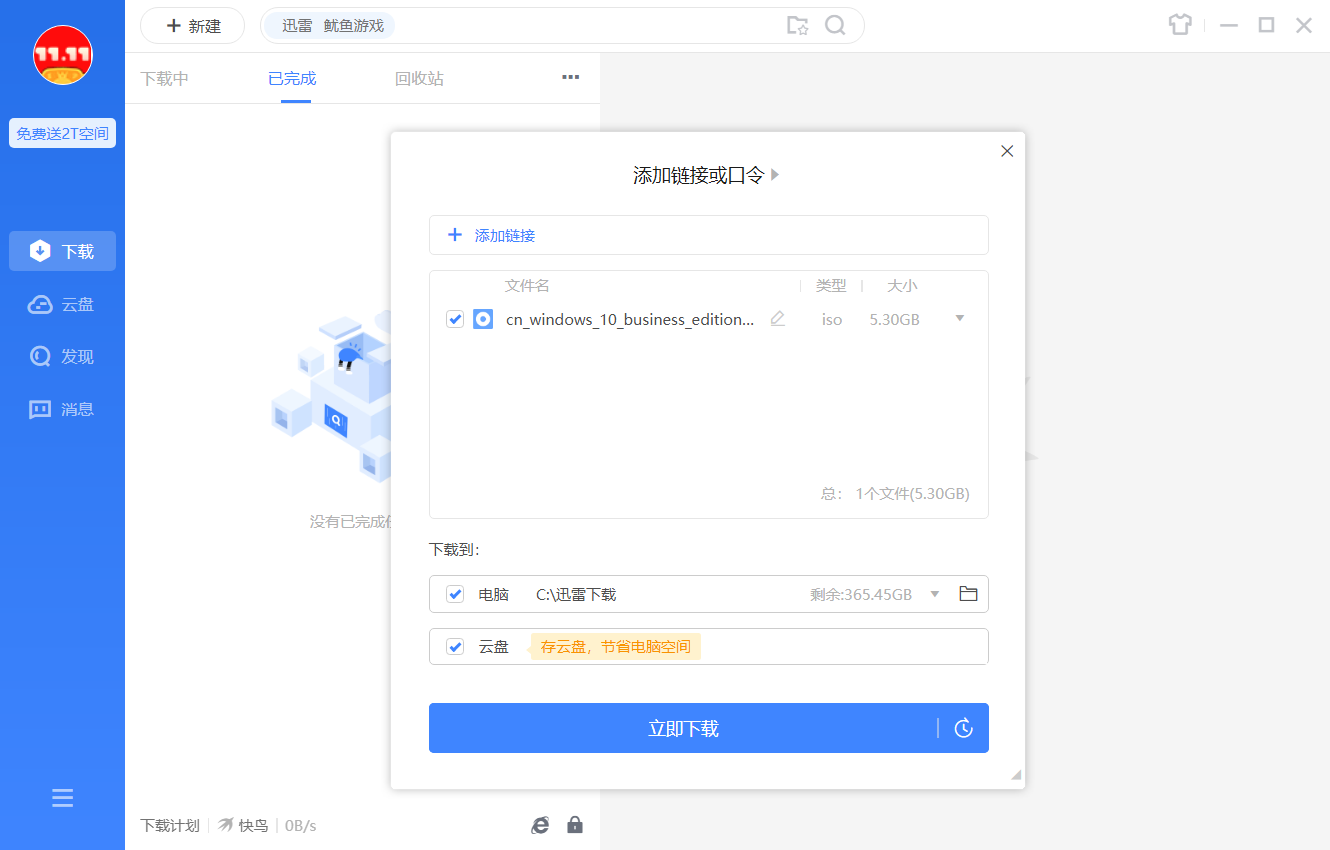 11.11
免费送2T空间
下载
云盘
发现
消息
新建
迅雷 鱿鱼游戏
下载中 已完成 回收站
添加链接或口令
添加链接
文件名 类型 大小
cn_windows_10_business_edition... iso 5.30GB
总: 1个文件(5.30GB)
没有已完成
下载到:
电脑 C:\迅雷下载 剩余:365.45GB
云盘 存云盘，节省电脑空间
立即下载
下载计划 快鸟 0B/s